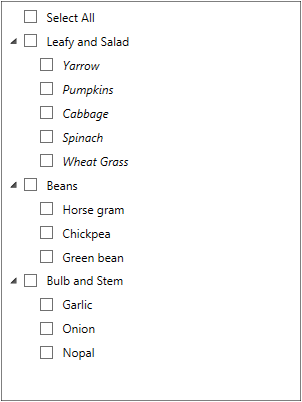 Select All
Leafy and Salad
Yarrow
Pumpkins
Cabbage
Spinach
Wheat Grass
Beans
Horse gram
Chickpea
Green bean
Bulb and Stem
Garlic
Onion
Nopal